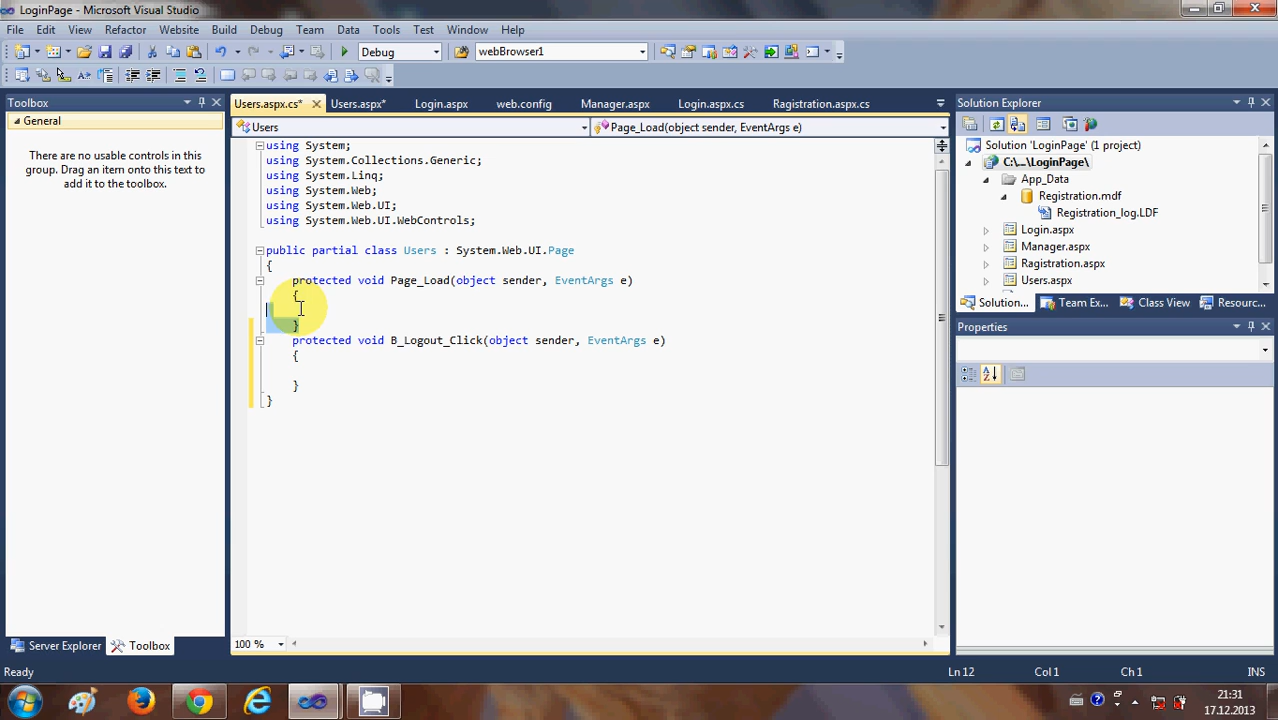 LoginPage - Microsoft Visual Studio
File Edit View Refactor Website Build Debug Team Data Tools Test Window Help
Debug webBrowser1
Toolbox
General
There are no usable controls in this
group. Drag an item onto this text to
add it to the toolbox.
Server Explorer Toolbox
Users.aspx.cs* Users.aspx* Login.aspx web.config Manager.aspx Login.aspx.cs Ragistration.aspx.cs
Users Page_Load(object sender, EventArgs e)
using System;
using System.Collections.Generic;
using System.Linq;
using System.Web;
using System.Web.UI;
using System.Web.UI.WebControls;
public partial class Users : System.Web.UI.Page
{
protected void Page_Load(object sender, EventArgs e)
{
}
protected void B_Logout_Click(object sender, EventArgs e)
{
}
}
100 %
Solution Explorer
Solution 'LoginPage' (1 project)
C:\...\LoginPage\
App_Data
Registration.mdf
Registration_log.LDF
Login.aspx
Manager.aspx
Ragistration.aspx
Users.aspx
Solution... Team Ex... Class View Resourc...
Properties
Ready Ln 12 Col 1 Ch 1 INS
21:31
17.12.2013